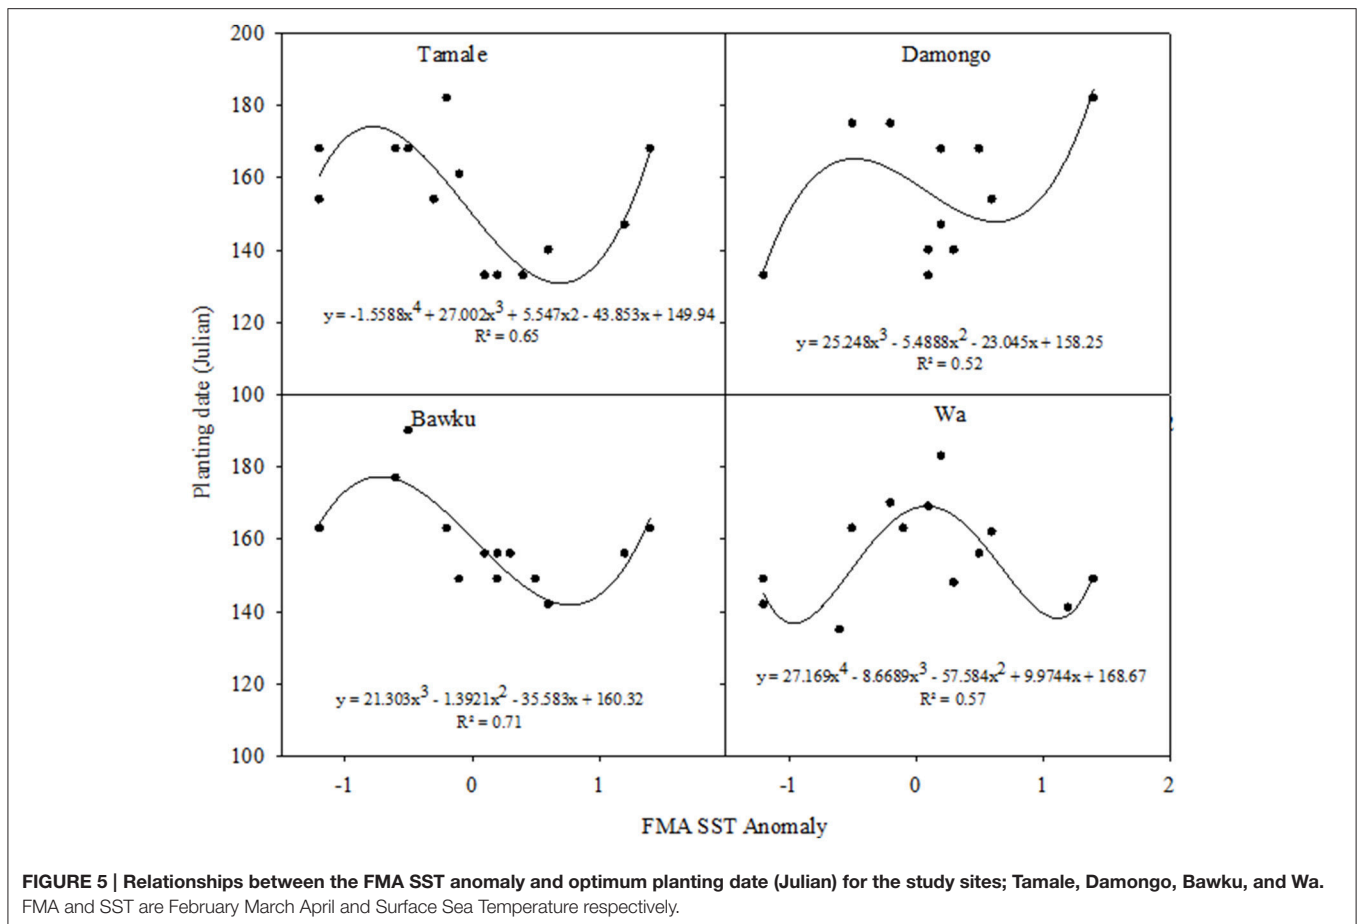 200
180
160
140
120
100
180
160
140
120
100
Planting date (Julian)
Tamale
y = -1.5588x⁴ + 27.002x³ + 5.547x2 - 43.853x + 149.94
R² = 0.65
Damongo
y = 25.248x³ - 5.4888x² - 23.045x + 158.25
R² = 0.52
Bawku
y = 21.303x³ - 1.3921x² - 35.583x + 160.32
R² = 0.71
Wa
y = 27.169x⁴ - 8.6689x³ - 57.584x² + 9.9744x + 168.67
R² = 0.57
-1 0 1 -1 0 1 2
FMA SST Anomaly
FIGURE 5 | Relationships between the FMA SST anomaly and optimum planting date (Julian) for the study sites; Tamale, Damongo, Bawku, and Wa.
FMA and SST are February March April and Surface Sea Temperature respectively.